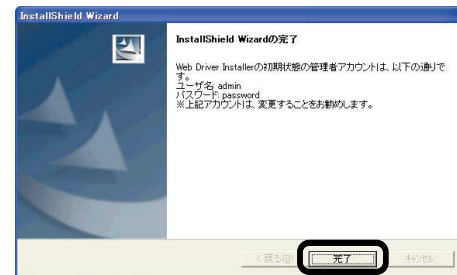 InstallShield Wizard
InstallShield Wizardの完了
Web Driver Installerの初期状態の管理者アカウントは、以下の通りで
す。
ユーザ名: admin
パスワード: password
※上記アカウントは、変更することをお勧めします。
< 戻る(B)
完了
キャンセル